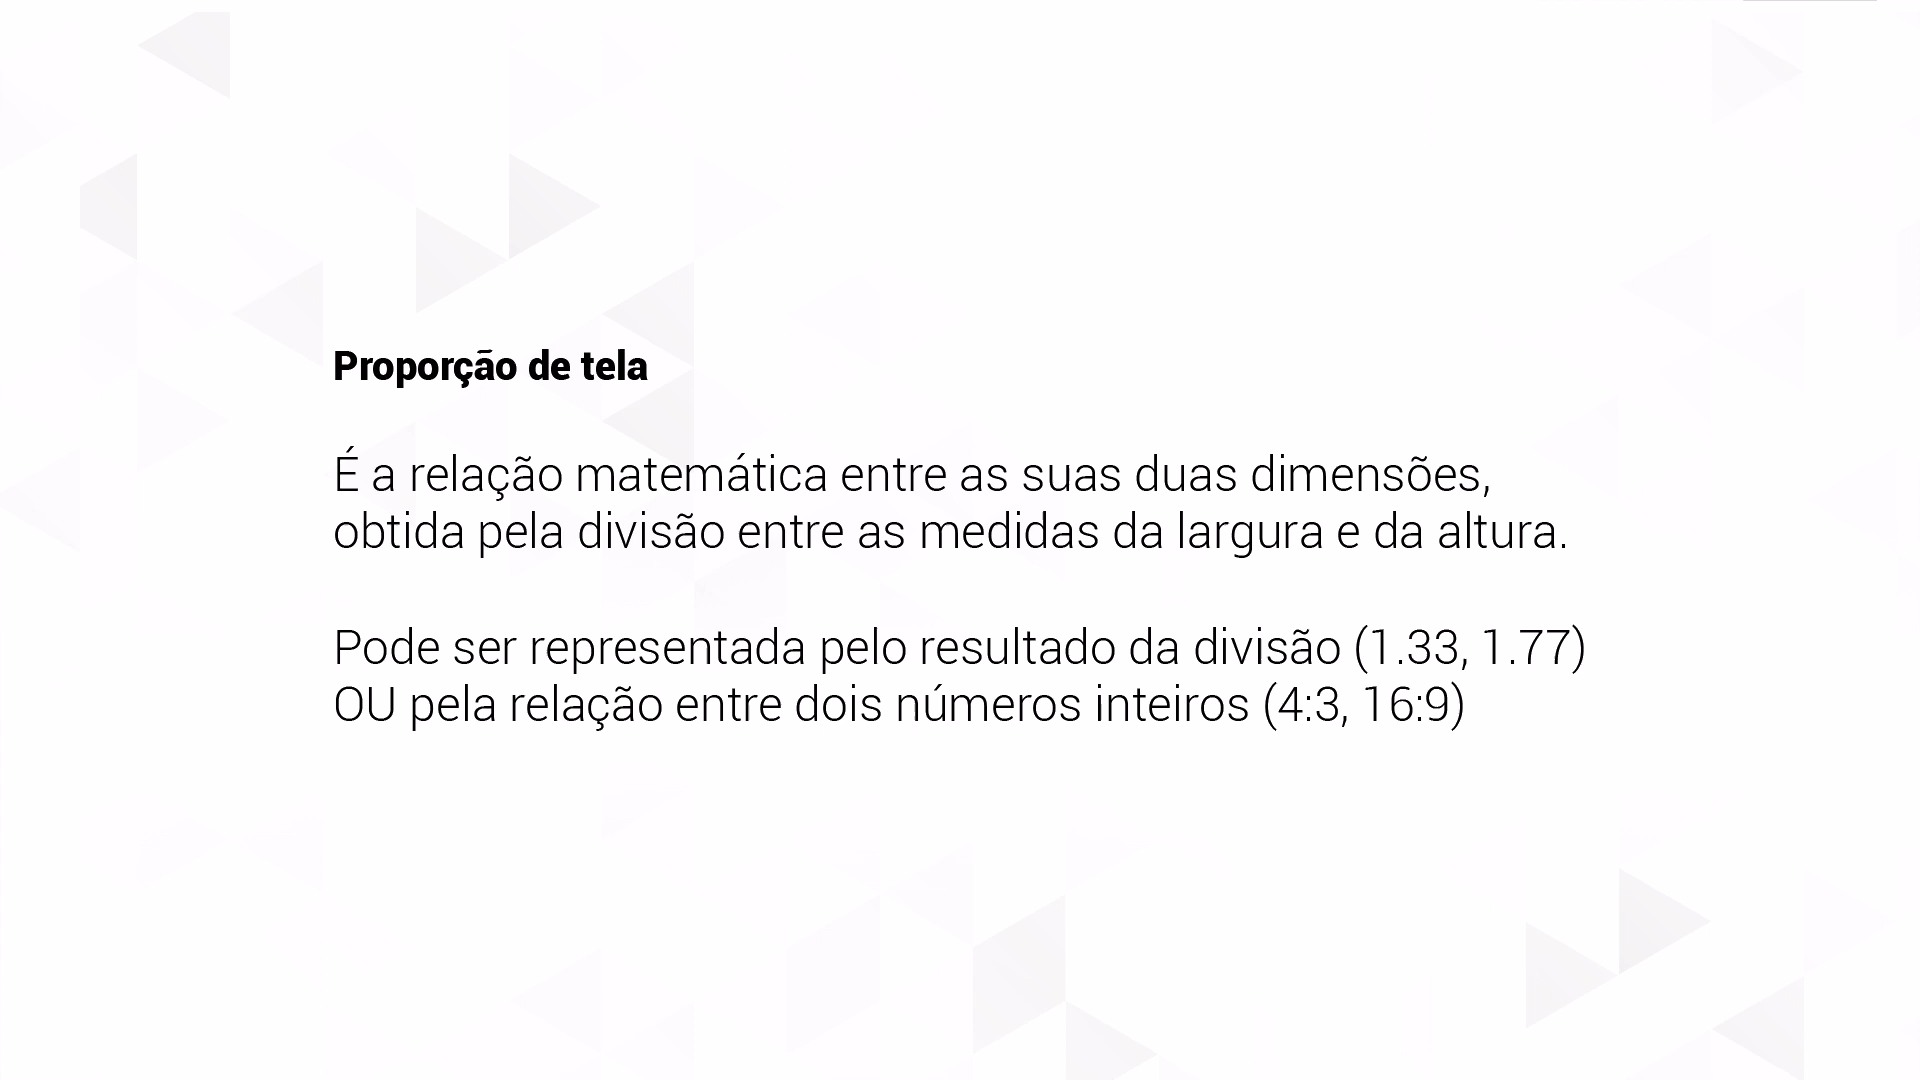 Proporção de tela
É a relação matemática entre as suas duas dimensões,
obtida pela divisão entre as medidas da largura e da altura.
Pode ser representada pelo resultado da divisão (1.33, 1.77)
OU pela relação entre dois números inteiros (4:3, 16:9)